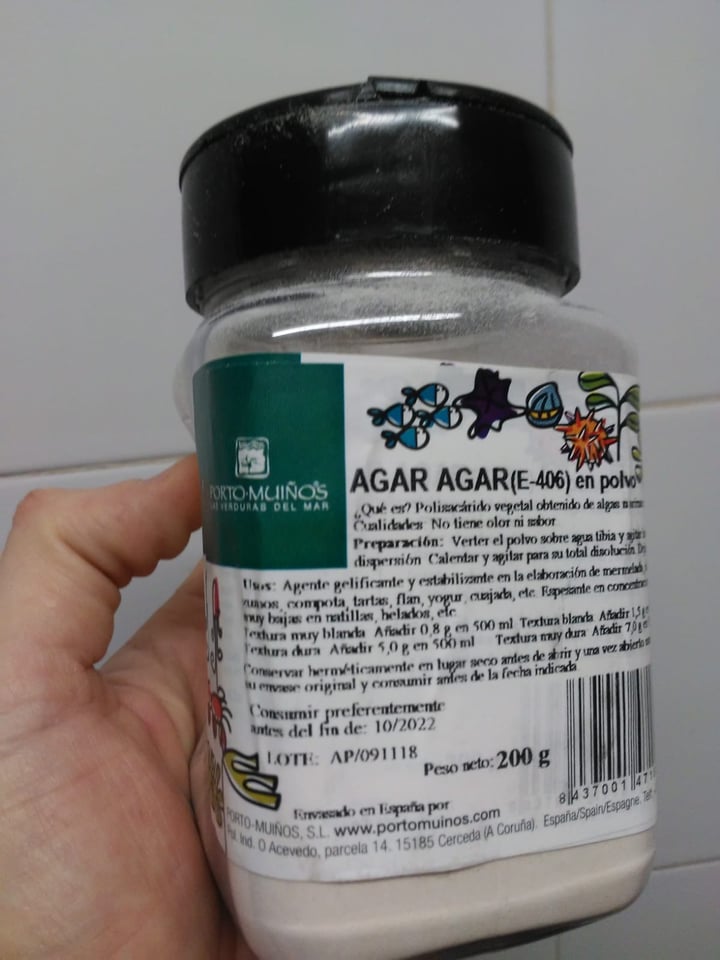 PORTO·MUIÑOS
LAS VERDURAS DEL MAR
AGAR AGAR(E-406) en polvo
¿Qué es? Polisacárido vegetal obtenido de algas
Cualidades: No tiene olor ni sabor
Preparación: Verter el polvo sobre agua tibia y agitar
dispersión Calentar y agitar para su total disolución.
Usos: Agente gelificante y estabilizante en la elaboración de mermelada,
zumos, compota, tartas, flan, yogur, cuajada, etc. Espesante en
muy bajas en natillas, helados, etc
Textura muy blanda Añadir 0,8 g en 500 ml Textura blanda Añadir 1,5 g
Textura dura Añadir 5,0 g en 500 ml Textura muy dura Añadir
Conservar herméticamente en lugar seco antes de abrir y una vez abierto
su envase original y consumir antes de la fecha indicada
Consumir preferentemente
antes del fin de: 10/2022
LOTE: AP/091118
Peso neto: 200 g
8 437001 471
Envasado en España por
PORTO-MUIÑOS, S.L. www.portomuinos.com
Pol. Ind. O Acevedo, parcela 14. 15185 Cerceda (A Coruña). España/Spain/Espagne.